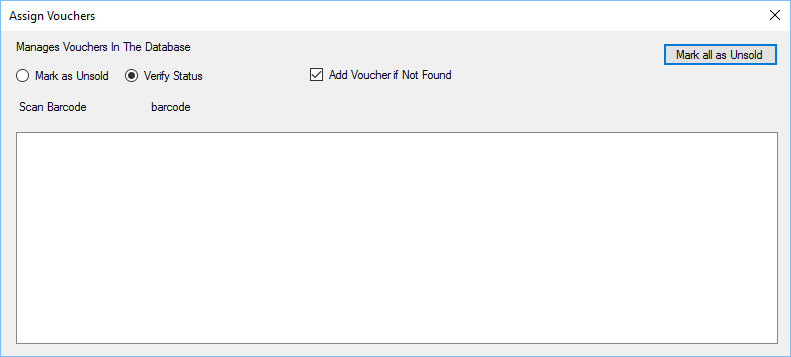 Assign Vouchers
Manages Vouchers In The Database
Mark all as Unsold
Mark as Unsold
Verify Status
Add Voucher if Not Found
Scan Barcode
barcode